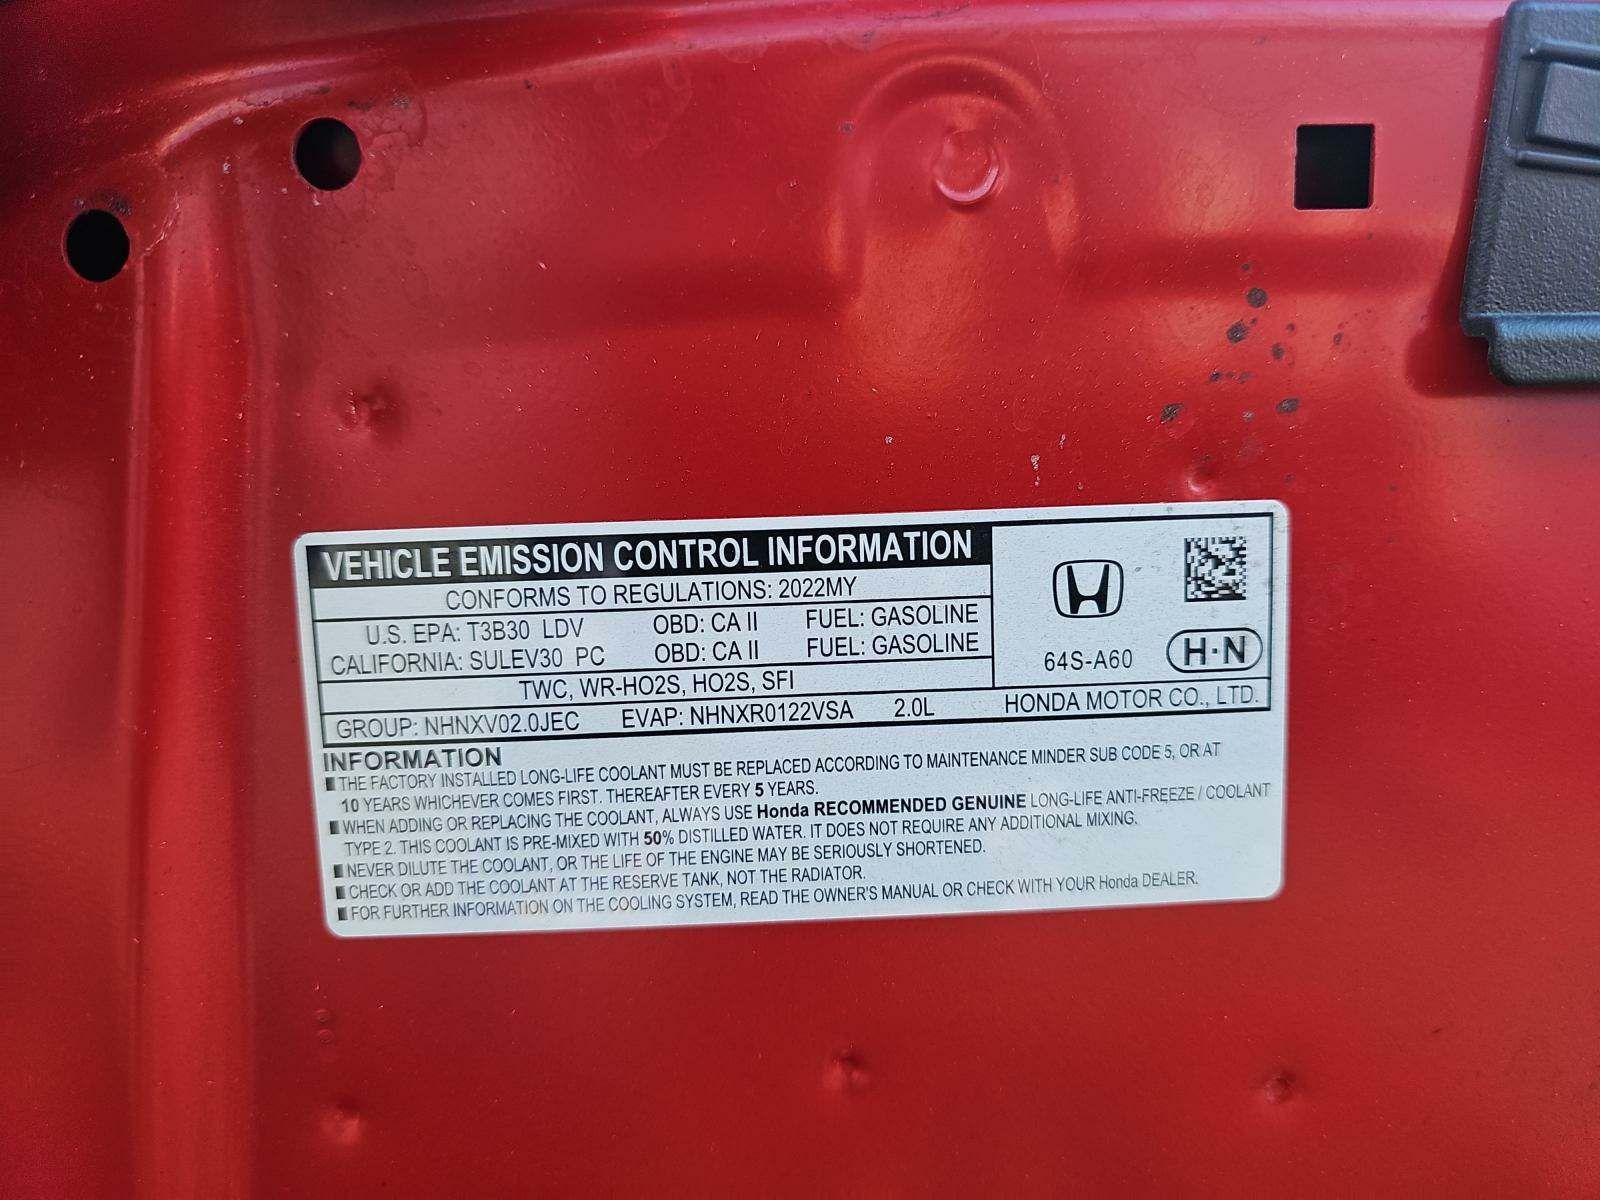 VEHICLE EMISSION CONTROL INFORMATION
CONFORMS TO REGULATIONS: 2022MY
U.S. EPA: T3B30 LDV OBD: CA II FUEL: GASOLINE
CALIFORNIA: SULEV30 PC OBD: CA II FUEL: GASOLINE
TWC, WR-HO2S, HO2S, SFI
64S-A60 H·N
GROUP: NHNXV02.0JEC EVAP: NHNXR0122VSA 2.0L HONDA MOTOR CO., LTD.
INFORMATION
■ THE FACTORY INSTALLED LONG-LIFE COOLANT MUST BE REPLACED ACCORDING TO MAINTENANCE MINDER SUB CODE 5, OR AT
10 YEARS WHICHEVER COMES FIRST. THEREAFTER EVERY 5 YEARS.
■ WHEN ADDING OR REPLACING THE COOLANT, ALWAYS USE Honda RECOMMENDED GENUINE LONG-LIFE ANTI-FREEZE / COOLANT
TYPE 2. THIS COOLANT IS PRE-MIXED WITH 50% DISTILLED WATER. IT DOES NOT REQUIRE ANY ADDITIONAL MIXING.
■ NEVER DILUTE THE COOLANT, OR THE LIFE OF THE ENGINE MAY BE SERIOUSLY SHORTENED.
■ CHECK OR ADD THE COOLANT AT THE RESERVE TANK, NOT THE RADIATOR.
■ FOR FURTHER INFORMATION ON THE COOLING SYSTEM, READ THE OWNER'S MANUAL OR CHECK WITH YOUR Honda DEALER.